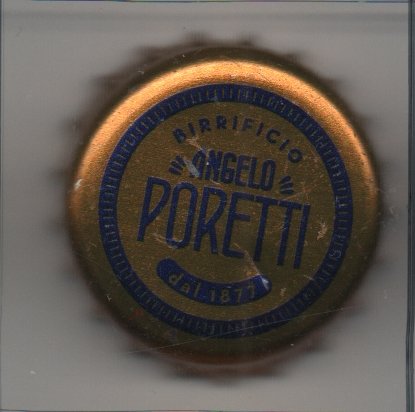 BIRRIFICIO
ANGELO
PORETTI
dal 1877